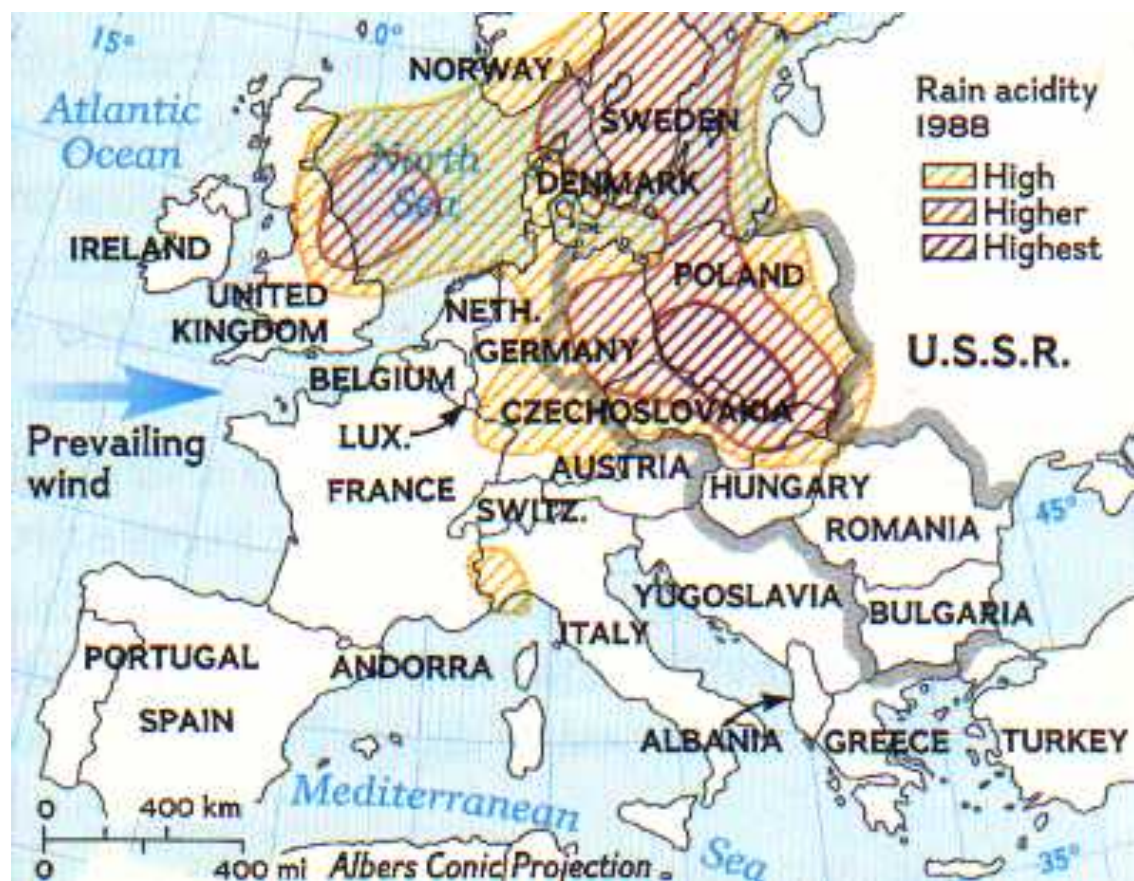 15°
0°
NORWAY
Atlantic
Ocean
SWEDEN
Rain acidity
1988
High
Higher
Highest
North
Sea
DENMARK
IRELAND
POLAND
UNITED
KINGDOM
NETH.
GERMANY
U.S.S.R.
BELGIUM
CZECHOSLOVAKIA
Prevailing
wind
LUX.
FRANCE
AUSTRIA
HUNGARY
SWITZ.
ROMANIA
45°
YUGOSLAVIA
BULGARIA
ITALY
PORTUGAL
ANDORRA
SPAIN
ALBANIA
GREECE
TURKEY
Mediterranean
Sea
0 400 km
0 400 mi
Albers Conic Projection
35°